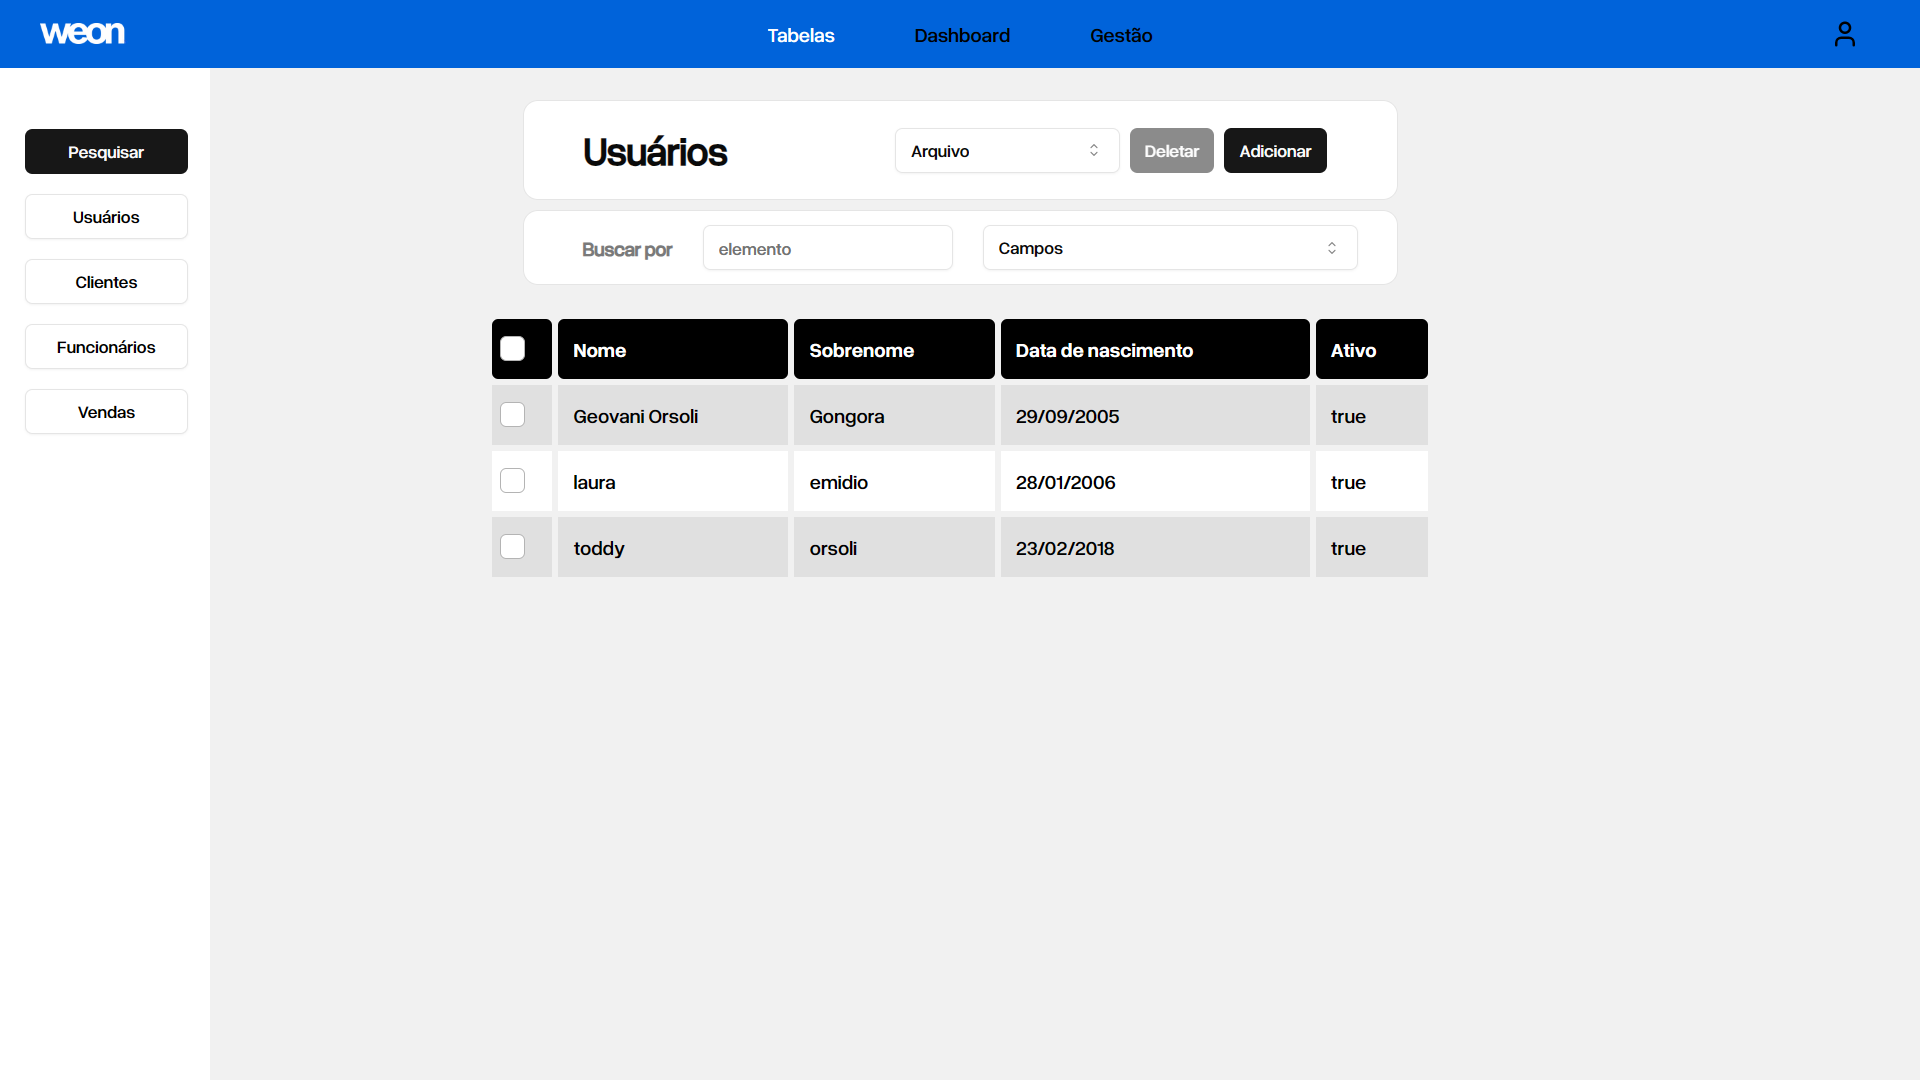 weon
Tabelas Dashboard Gestão
Pesquisar
Usuários
Clientes
Funcionários
Vendas
Usuários Arquivo Deletar Adicionar
Buscar por elemento Campos
Nome Sobrenome Data de nascimento Ativo
Geovani Orsoli Gongora 29/09/2005 true
laura emidio 28/01/2006 true
toddy orsoli 23/02/2018 true